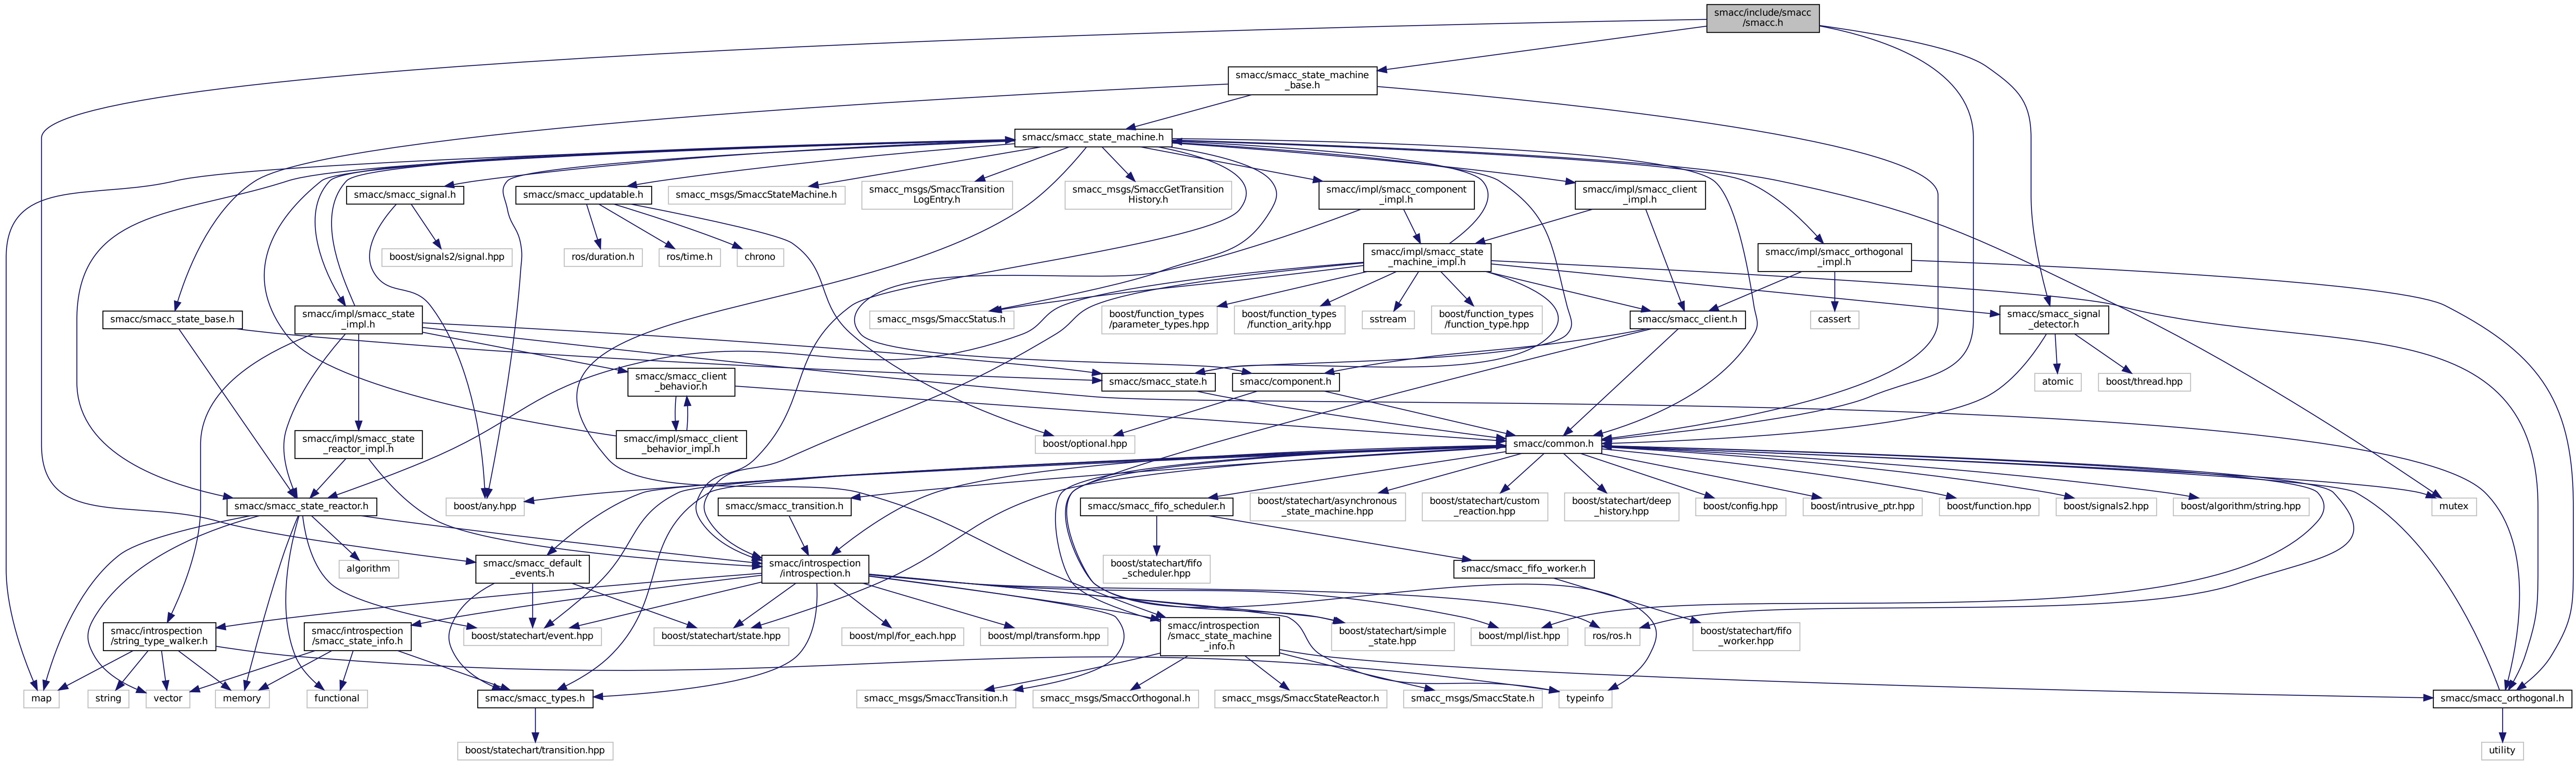 smacc/include/smacc
/smacc.h
smacc/smacc_state_machine
_base.h
smacc/smacc_state_machine.h
smacc/smacc_signal.h
smacc/smacc_updatable.h
smacc_msgs/SmaccStateMachine.h
smacc_msgs/SmaccTransition
LogEntry.h
smacc_msgs/SmaccGetTransition
History.h
smacc/impl/smacc_component
_impl.h
smacc/impl/smacc_client
_impl.h
boost/signals2/signal.hpp
ros/duration.h
ros/time.h
chrono
smacc/impl/smacc_state
_machine_impl.h
smacc/impl/smacc_orthogonal
_impl.h
smacc/smacc_state_base.h
smacc/impl/smacc_state
_impl.h
smacc_msgs/SmaccStatus.h
boost/function_types
/parameter_types.hpp
boost/function_types
/function_arity.hpp
sstream
boost/function_types
/function_type.hpp
smacc/smacc_client.h
cassert
smacc/smacc_signal
_detector.h
smacc/smacc_client
_behavior.h
smacc/smacc_state.h
smacc/component.h
atomic
boost/thread.hpp
smacc/impl/smacc_state
_reactor_impl.h
smacc/impl/smacc_client
_behavior_impl.h
boost/optional.hpp
smacc/common.h
smacc/smacc_state_reactor.h
boost/any.hpp
smacc/smacc_transition.h
smacc/smacc_fifo_scheduler.h
boost/statechart/asynchronous
_state_machine.hpp
boost/statechart/custom
_reaction.hpp
boost/statechart/deep
_history.hpp
boost/config.hpp
boost/intrusive_ptr.hpp
boost/function.hpp
boost/signals2.hpp
boost/algorithm/string.hpp
mutex
algorithm
smacc/smacc_default
_events.h
smacc/introspection
/introspection.h
boost/statechart/fifo
_scheduler.hpp
smacc/smacc_fifo_worker.h
smacc/introspection
/string_type_walker.h
smacc/introspection
/smacc_state_info.h
boost/statechart/event.hpp
boost/statechart/state.hpp
boost/mpl/for_each.hpp
boost/mpl/transform.hpp
smacc/introspection
/smacc_state_machine
_info.h
boost/statechart/simple
_state.hpp
boost/mpl/list.hpp
ros/ros.h
boost/statechart/fifo
_worker.hpp
map
string
vector
memory
functional
smacc/smacc_types.h
smacc_msgs/SmaccTransition.h
smacc_msgs/SmaccOrthogonal.h
smacc_msgs/SmaccStateReactor.h
smacc_msgs/SmaccState.h
typeinfo
smacc/smacc_orthogonal.h
boost/statechart/transition.hpp
utility